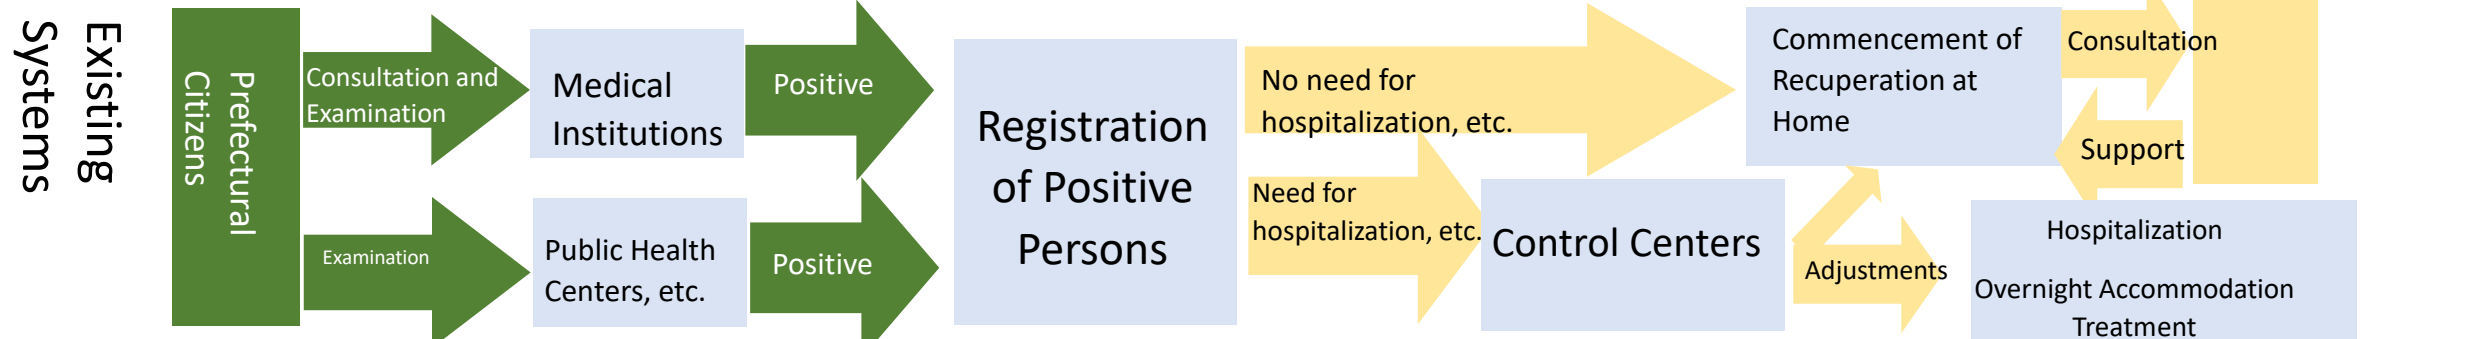 Existing
Systems
Prefectural
Citizens
Consultation and
Examination
Medical
Institutions
Positive
Examination
Public Health
Centers, etc.
Positive
Registration
of Positive
Persons
No need for
hospitalization, etc.
Need for
hospitalization, etc.
Control Centers
Commencement of
Recuperation at
Home
Consultation
Support
Adjustments
Hospitalization
Overnight Accommodation
Treatment